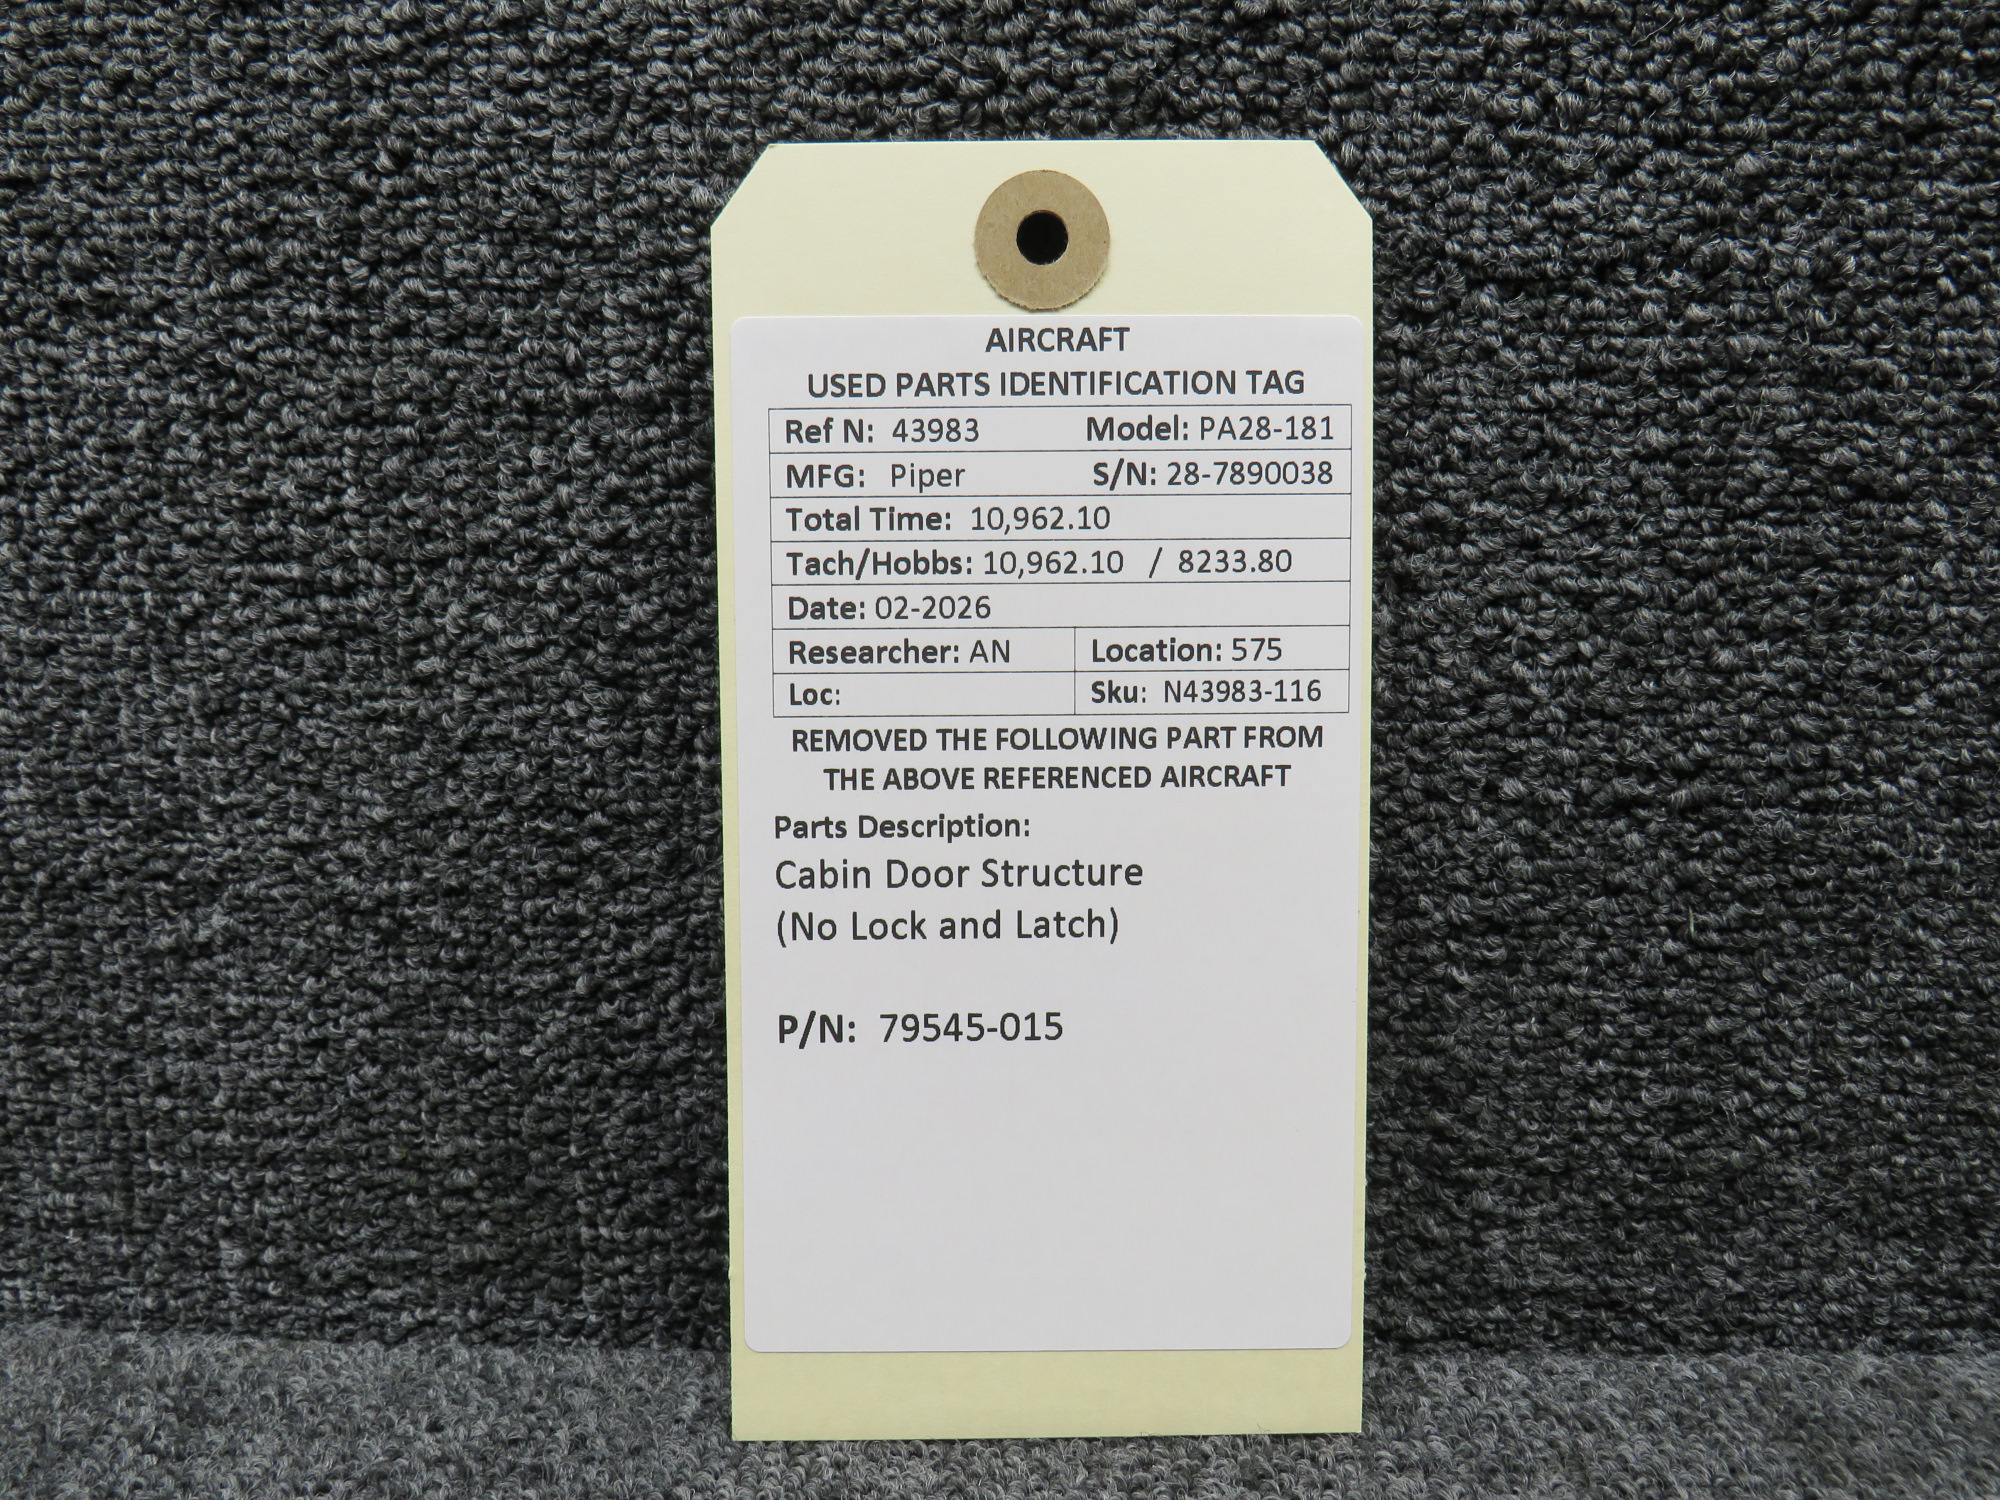 AIRCRAFT
USED PARTS IDENTIFICATION TAG
Ref N: 43983 Model: PA28-181
MFG: Piper S/N: 28-7890038
Total Time: 10,962.10
Tach/Hobbs: 10,962.10 / 8233.80
Date: 02-2026
Researcher: AN Location: 575
Loc: Sku: N43983-116
REMOVED THE FOLLOWING PART FROM
THE ABOVE REFERENCED AIRCRAFT
Parts Description:
Cabin Door Structure
(No Lock and Latch)
P/N: 79545-015